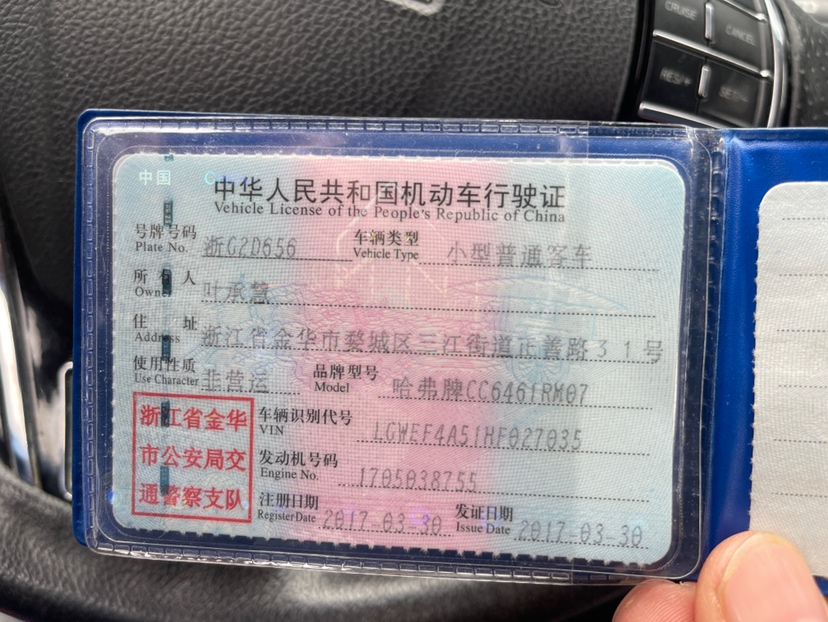 CRUISE
CANCEL
RES/+
SET/-
中国
中华人民共和国机动车行驶证
Vehicle License of the People's Republic of China
号牌号码 浙G2D656 车辆类型 小型普通客车
Plate No. Vehicle Type
所有人 叶承慧
Owner
住址 浙江省金华市婺城区三江街道正善路31号
Address
使用性质 非营运 品牌型号 哈弗牌CC6461RM07
Use Character Model
浙江省金华
市公安局交
通警察支队
车辆识别代号 LGWEF4A51HF027035
VIN
发动机号码 1705038755
Engine No.
注册日期 2017-03-30 发证日期 2017-03-30
Register Date Issue Date